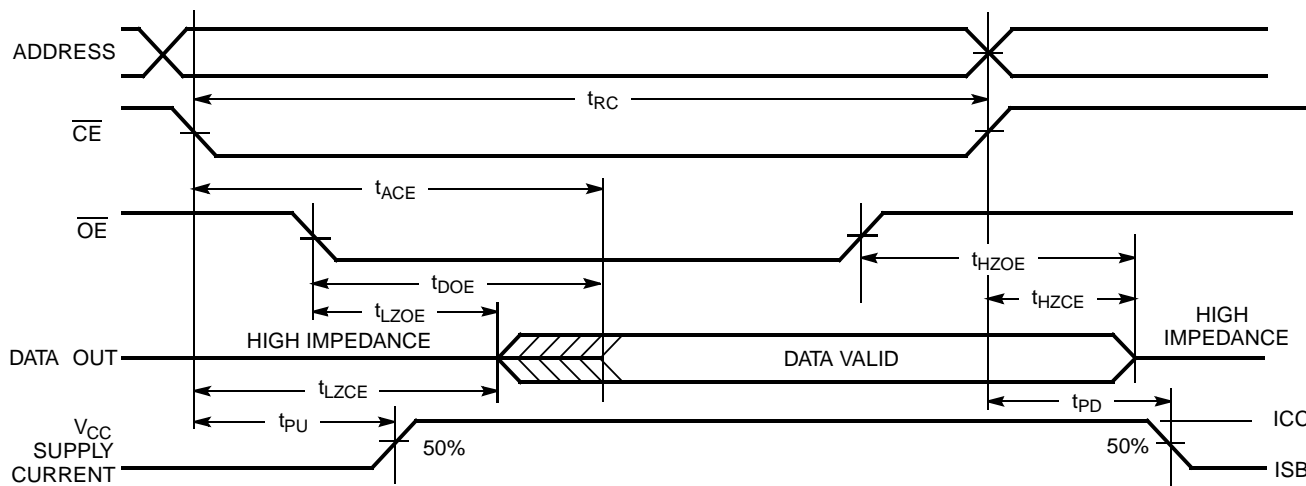 ADDRESS
tRC
CE
tACE
OE
tHZOE
tDOE
tHZCE
tLZOE
HIGH IMPEDANCE
HIGH
IMPEDANCE
DATA OUT
DATA VALID
tLZCE
tPD
tPU
VCC
SUPPLY
CURRENT
50%
50%
ICC
ISB